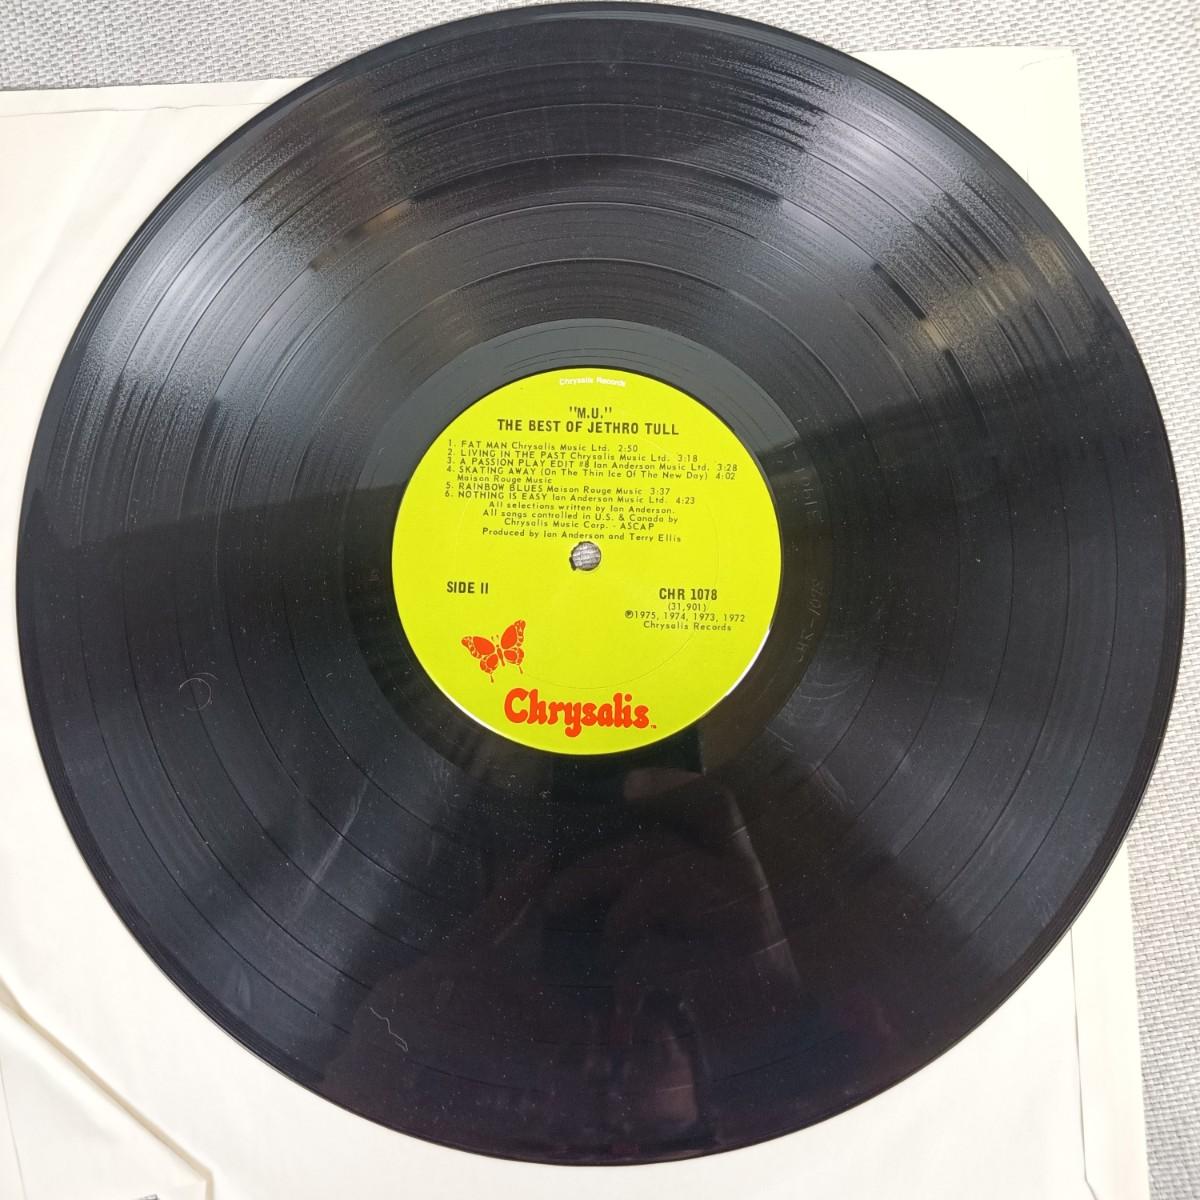 Chrysalis Records
"M.U."
THE BEST OF JETHRO TULL
1. FAT MAN Chrysalis Music Ltd. 2:50
2. LIVING IN THE PAST Chrysalis Music Ltd. 3:18
3. A PASSION PLAY EDIT #8 Ian Anderson Music Ltd. 3:28
4. SKATING AWAY (On The Thin Ice Of The New Day) 4:02
Maison Rouge Music
5. RAINBOW BLUES Maison Rouge Music 3:37
6. NOTHING IS EASY Ian Anderson Music Ltd. 4:23
All selections written by Ian Anderson.
All songs controlled in U.S. & Canada by
Chrysalis Music Corp. - ASCAP
Produced by Ian Anderson and Terry Ellis
SIDE II
CHR 1078
(31,901)
℗1975, 1974, 1973, 1972
Chrysalis Records
Chrysalis™